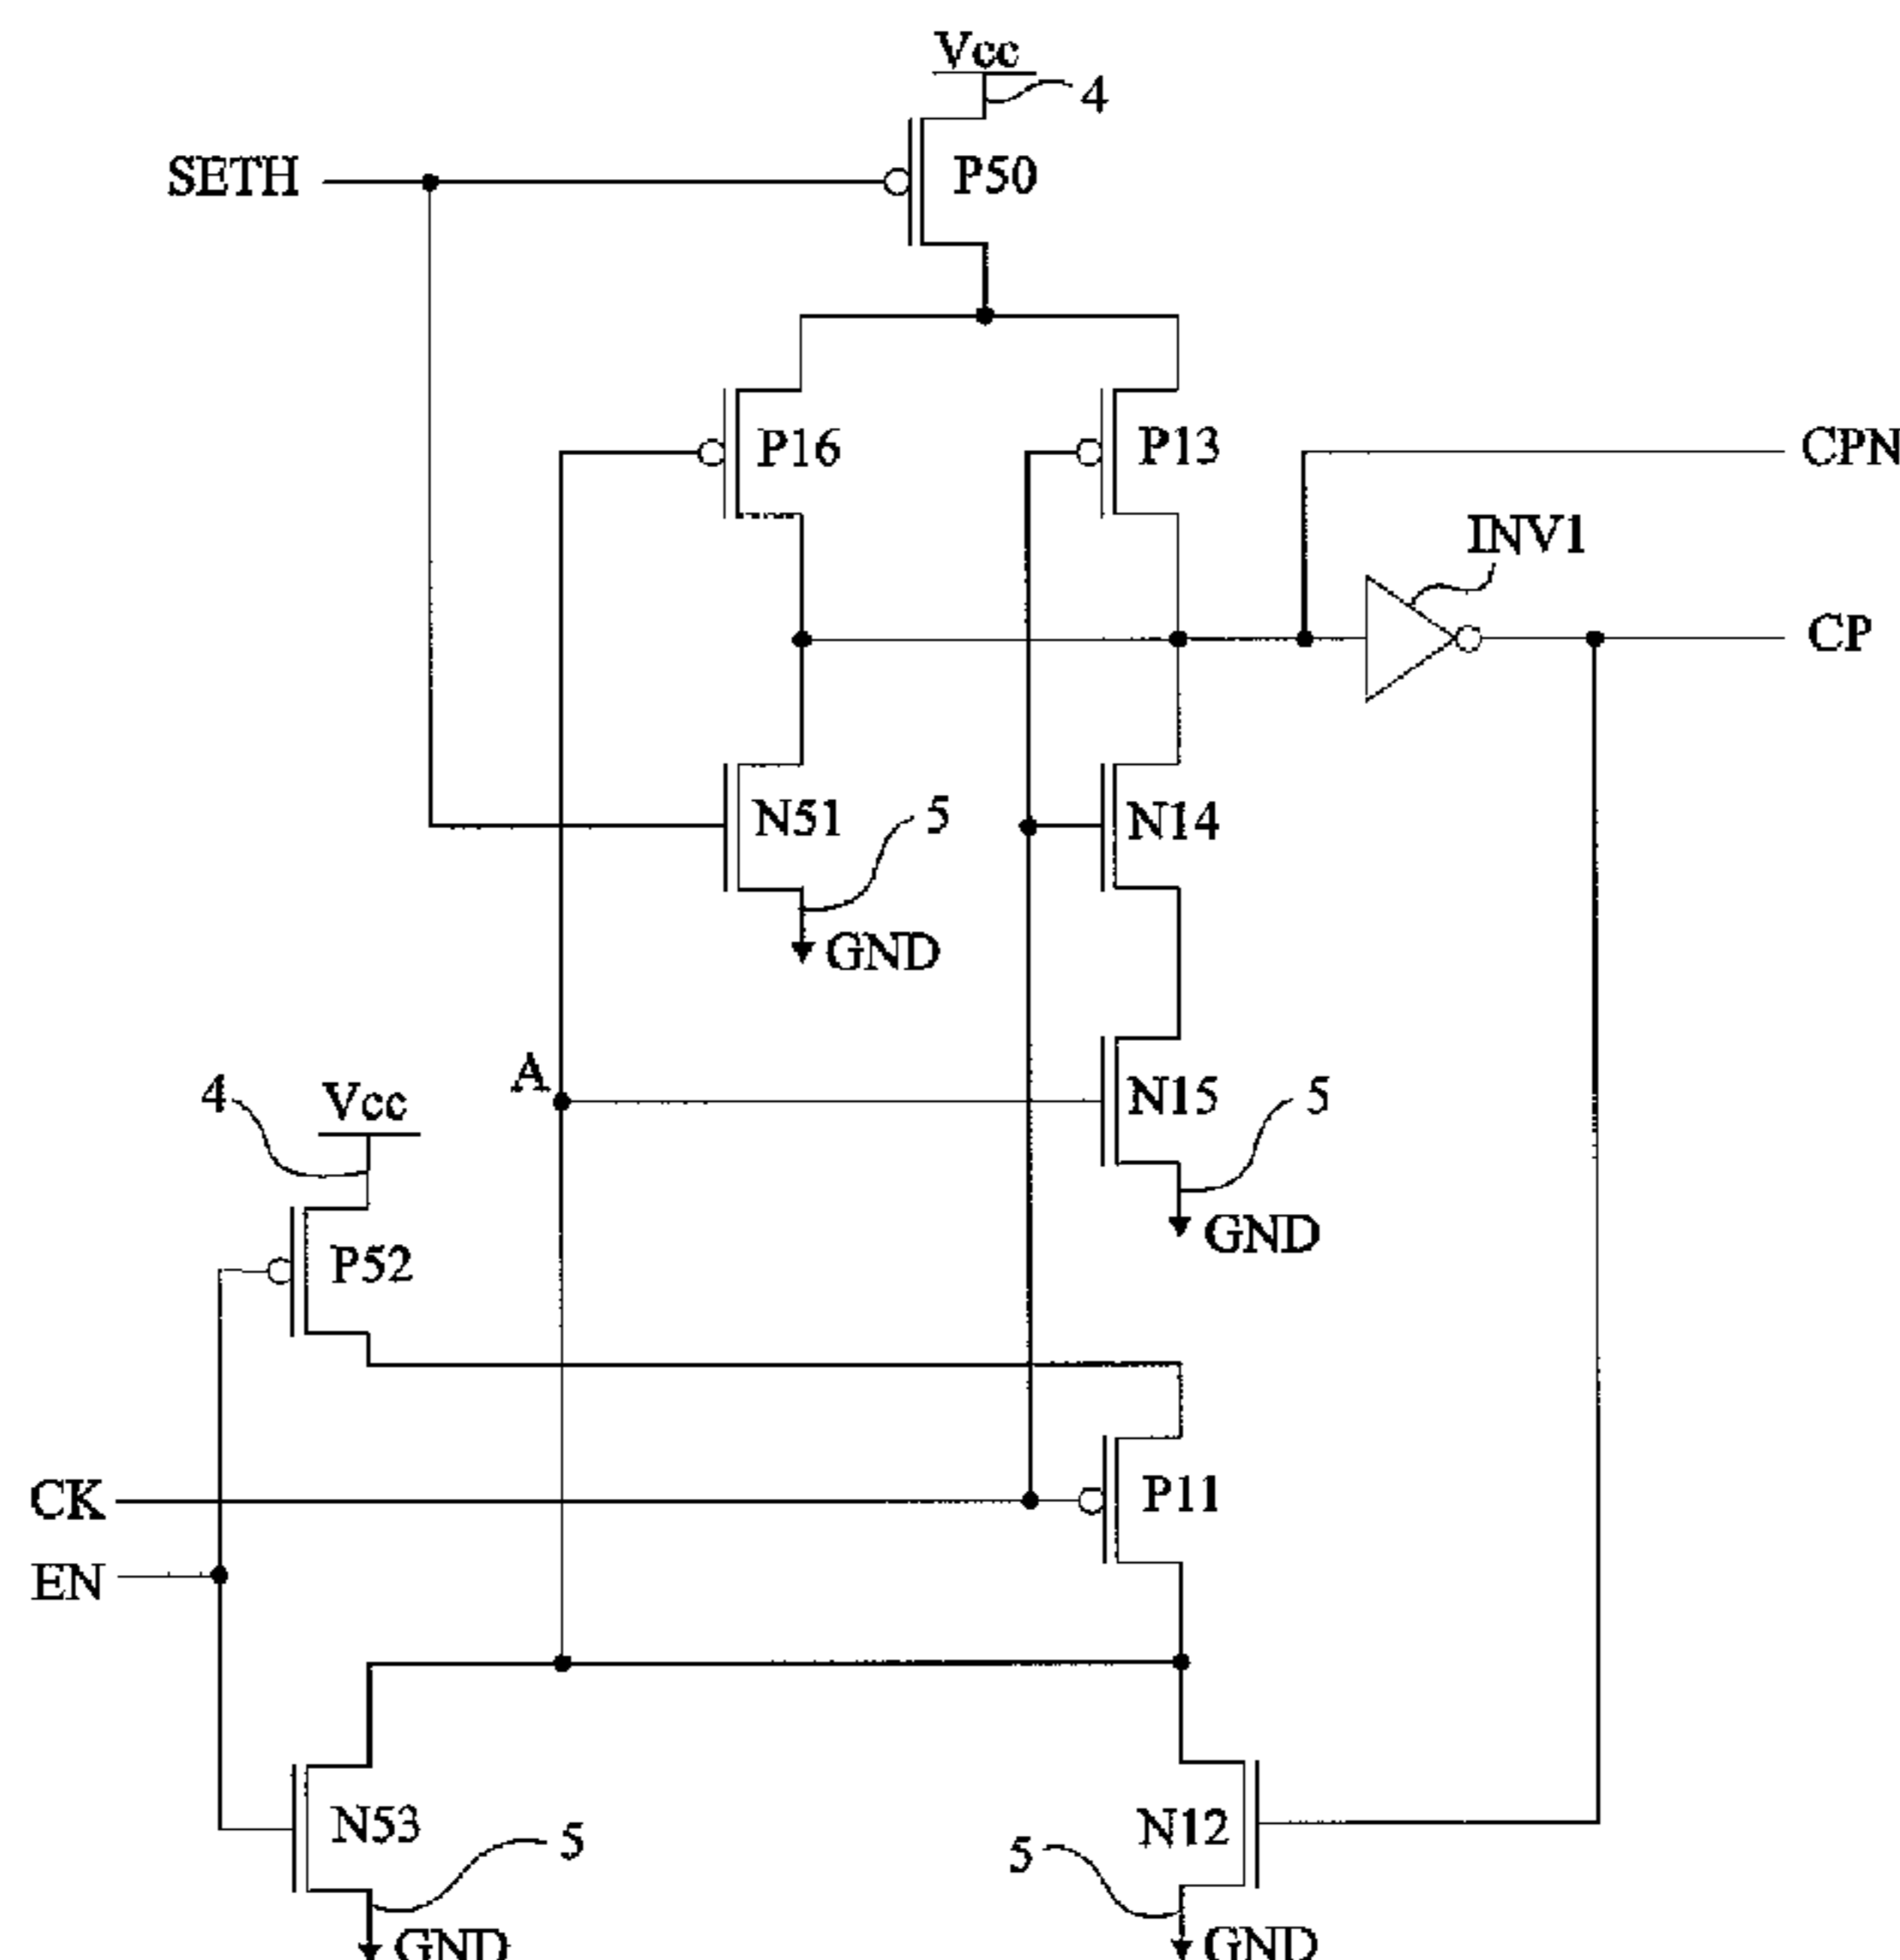 Vcc
4
SETH
P50
P16
P13
CPN
INV1
CP
N51
5
N14
GND
A
4
Vcc
N15
5
GND
P52
CK
P11
EN
N53
5
N12
5
GND
GND